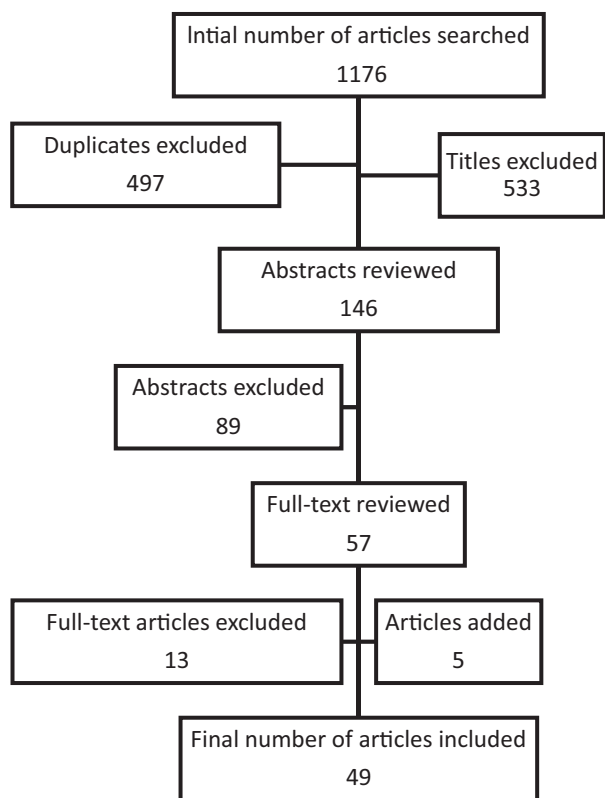 Intial number of articles searched
1176
Duplicates excluded
497
Titles excluded
533
Abstracts reviewed
146
Abstracts excluded
89
Full-text reviewed
57
Full-text articles excluded
13
Articles added
5
Final number of articles included
49